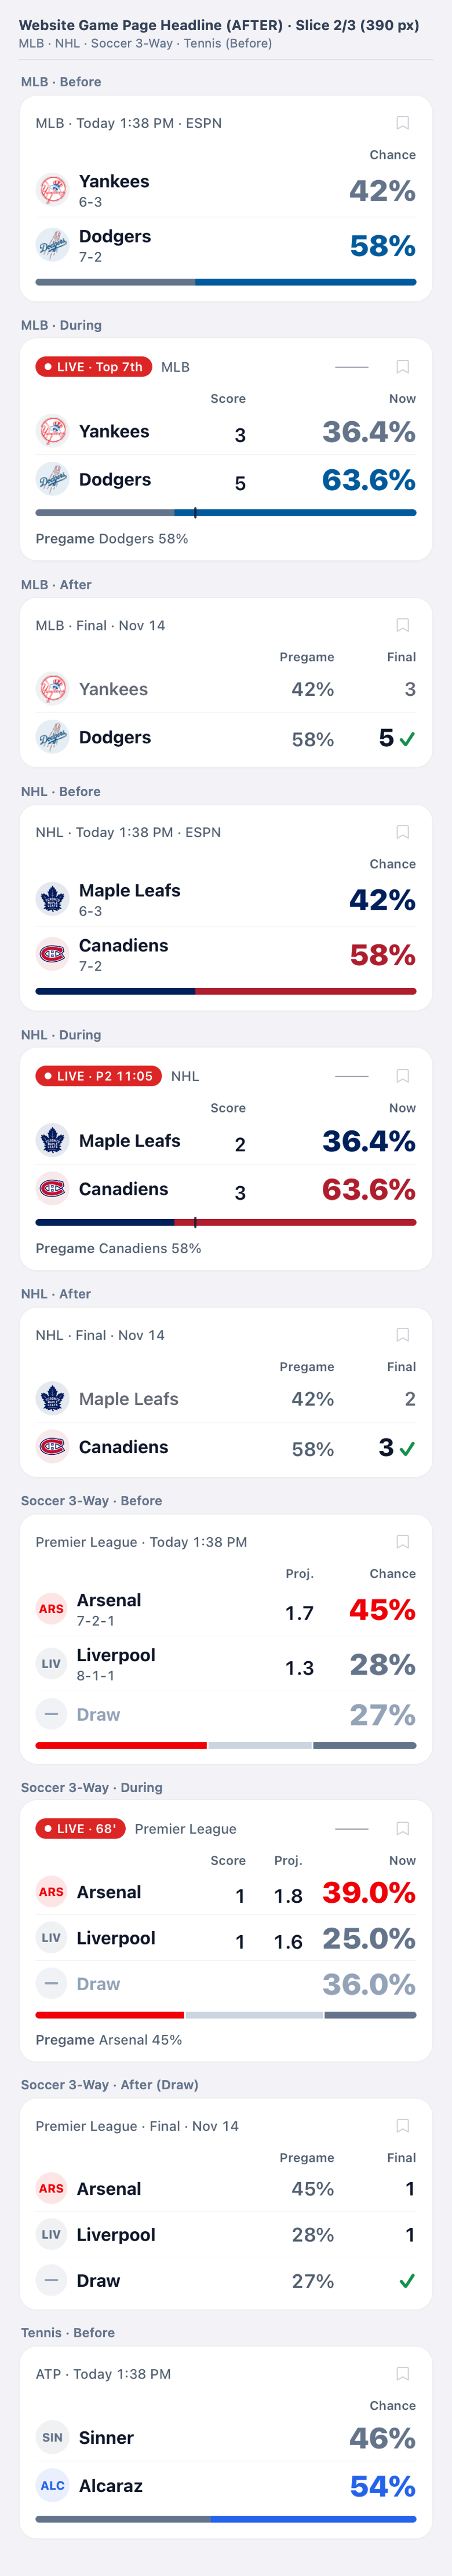 Website Game Page Headline (AFTER) · Slice 2/3 (390 px)
MLB · NHL · Soccer 3-Way · Tennis (Before)
MLB · Before
MLB · Today 1:38 PM · ESPN
Chance
Yankees 42%
6-3
Dodgers 58%
7-2
MLB · During
LIVE · Top 7th MLB
Score Now
Yankees 3 36.4%
Dodgers 5 63.6%
Pregame Dodgers 58%
MLB · After
MLB · Final · Nov 14
Pregame Final
Yankees 42% 3
Dodgers 58% 5 ✓
NHL · Before
NHL · Today 1:38 PM · ESPN
Chance
Maple Leafs 42%
6-3
Canadiens 58%
7-2
NHL · During
LIVE · P2 11:05 NHL
Score Now
Maple Leafs 2 36.4%
Canadiens 3 63.6%
Pregame Canadiens 58%
NHL · After
NHL · Final · Nov 14
Pregame Final
Maple Leafs 42% 2
Canadiens 58% 3 ✓
Soccer 3-Way · Before
Premier League · Today 1:38 PM
Proj. Chance
ARS Arsenal 1.7 45%
7-2-1
LIV Liverpool 1.3 28%
8-1-1
— Draw 27%
Soccer 3-Way · During
LIVE · 68' Premier League
Score Proj. Now
ARS Arsenal 1 1.8 39.0%
LIV Liverpool 1 1.6 25.0%
— Draw 36.0%
Pregame Arsenal 45%
Soccer 3-Way · After (Draw)
Premier League · Final · Nov 14
Pregame Final
ARS Arsenal 45% 1
LIV Liverpool 28% 1
— Draw 27% ✓
Tennis · Before
ATP · Today 1:38 PM
Chance
SIN Sinner 46%
ALC Alcaraz 54%